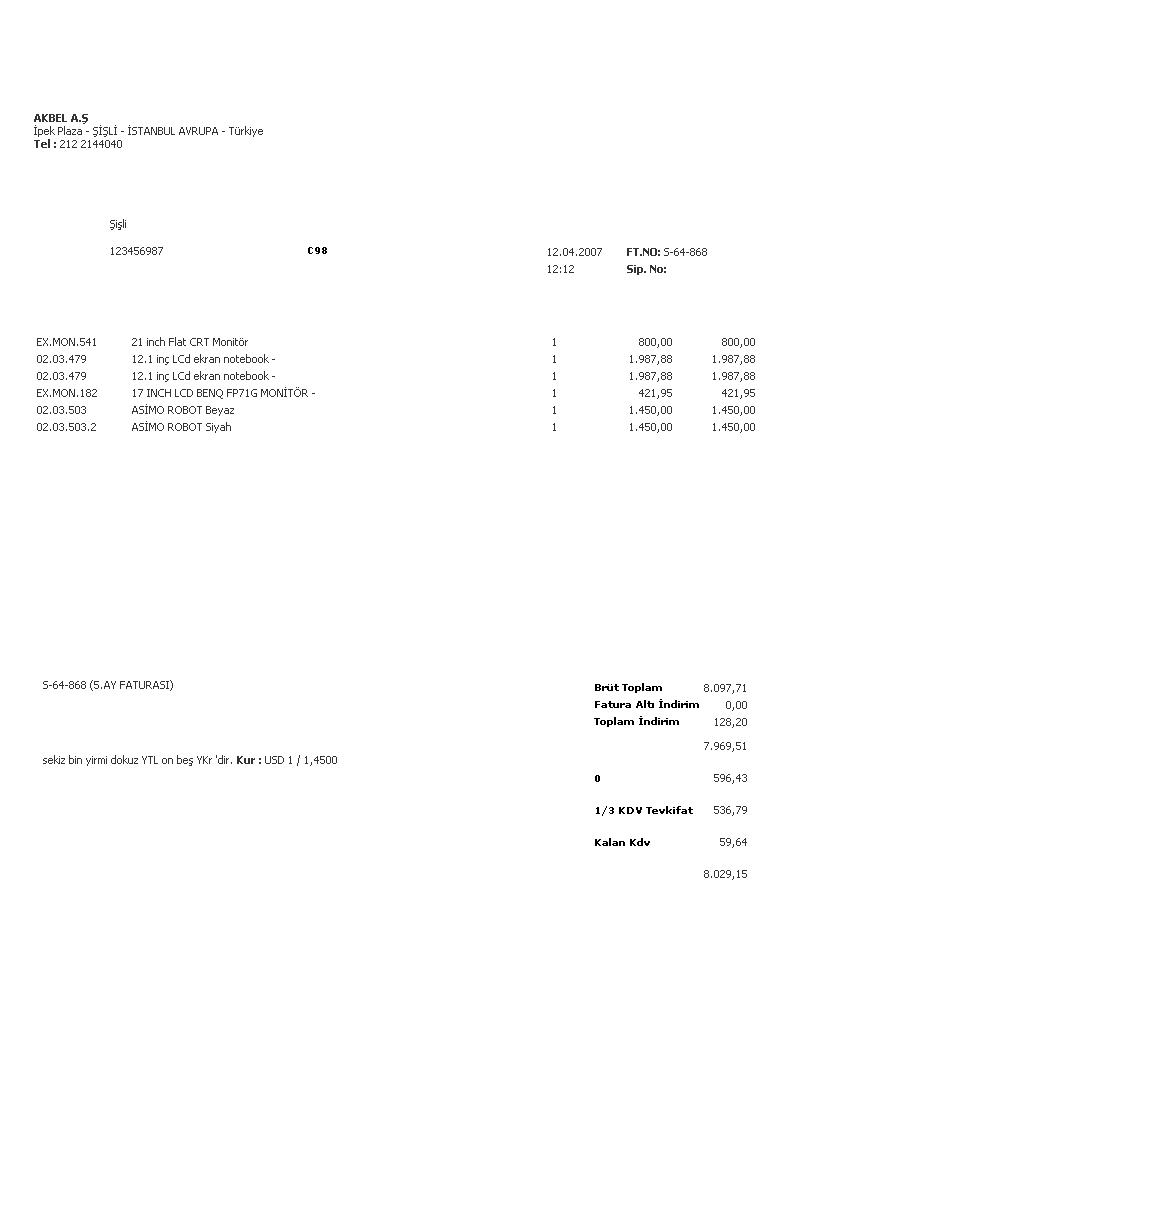 AKBEL A.Ş
İpek Plaza - ŞİŞLİ - İSTANBUL AVRUPA - Türkiye
Tel : 212 2144040
Şişli
123456987 C98 12.04.2007 FT.NO: S-64-868
12:12 Sip. No:
EX.MON.541 21 inch Flat CRT Monitör 1 800,00 800,00
02.03.479 12.1 inç LCd ekran notebook - 1 1.987,88 1.987,88
02.03.479 12.1 inç LCd ekran notebook - 1 1.987,88 1.987,88
EX.MON.182 17 INCH LCD BENQ FP71G MONİTÖR - 1 421,95 421,95
02.03.503 ASİMO ROBOT Beyaz 1 1.450,00 1.450,00
02.03.503.2 ASİMO ROBOT Siyah 1 1.450,00 1.450,00
S-64-868 (5.AY FATURASI)
Brüt Toplam 8.097,71
Fatura Altı İndirim 0,00
Toplam İndirim 128,20
7.969,51
sekiz bin yirmi dokuz YTL on beş YKr 'dir. Kur : USD 1 / 1,4500
0 596,43
1/3 KDV Tevkifat 536,79
Kalan Kdv 59,64
8.029,15